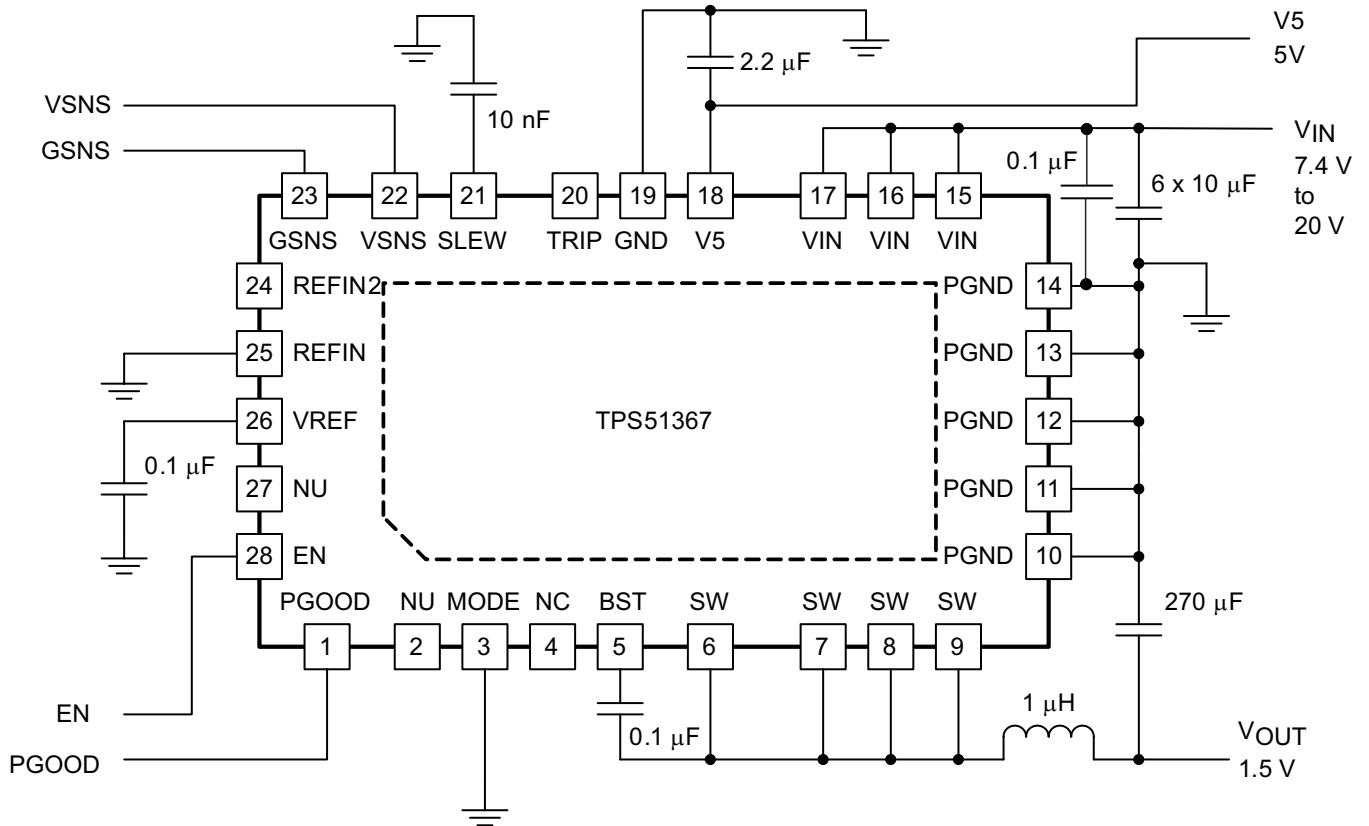 V5
5V
2.2 μF
10 nF
VSNS
GSNS
VIN
7.4 V
to
20 V
0.1 μF
6 x 10 μF
23 22 21 20 19 18 17 16 15
GSNS VSNS SLEW TRIP GND V5 VIN VIN VIN
24 REFIN2
PGND 14
25 REFIN
PGND 13
26 VREF
TPS51367
PGND 12
0.1 μF
27 NU
PGND 11
28 EN
PGND 10
PGOOD NU MODE NC BST SW SW SW SW
1 2 3 4 5 6 7 8 9
270 μF
EN
0.1 μF
1 μH
PGOOD
VOUT
1.5 V